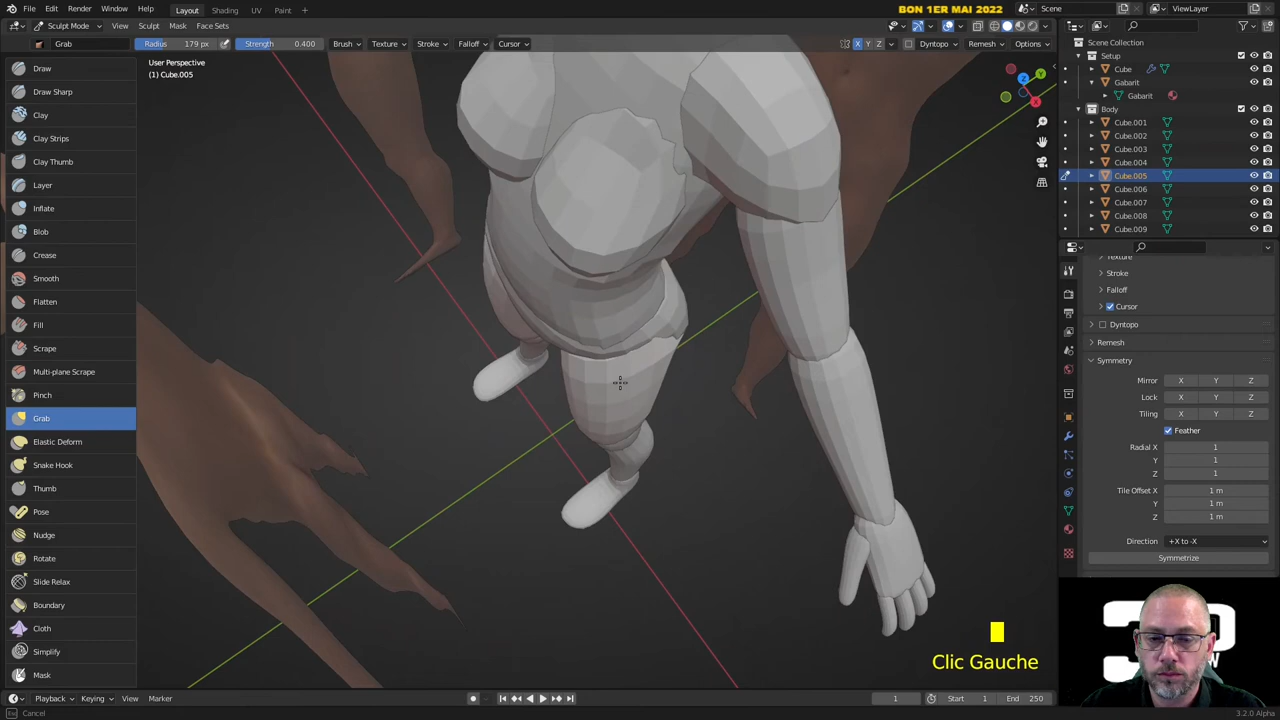 File Edit Render Window Help Layout Shading UV Paint BON 1ER MAI 2022 Scene ViewLayer
Sculpt Mode View Sculpt Mask Face Sets
Grab Radius 179 px Strength 0.400 Brush Texture Stroke Falloff Cursor X Y Z Dyntopo Remesh Options
User Perspective
(1) Cube.005
Draw
Draw Sharp
Clay
Clay Strips
Clay Thumb
Layer
Inflate
Blob
Crease
Smooth
Flatten
Fill
Scrape
Multi-plane Scrape
Pinch
Grab
Elastic Deform
Snake Hook
Thumb
Pose
Nudge
Rotate
Slide Relax
Boundary
Cloth
Simplify
Mask
Z Y X
Clic Gauche
Scene Collection
Setup
Cube
Gabarit
Gabarit
Body
Cube.001
Cube.002
Cube.003
Cube.004
Cube.005
Cube.006
Cube.007
Cube.008
Cube.009
Texture
Stroke
Falloff
Cursor
Dyntopo
Remesh
Symmetry
Mirror X Y Z
Lock X Y Z
Tiling X Y Z
Feather
Radial X 1
Y 1
Z 1
Tile Offset X 1 m
Y 1 m
Z 1 m
Direction +X to -X
Symmetrize
Playback Keying View Marker 1 Start 1 End 250
Cancel 3.2.0 Alpha